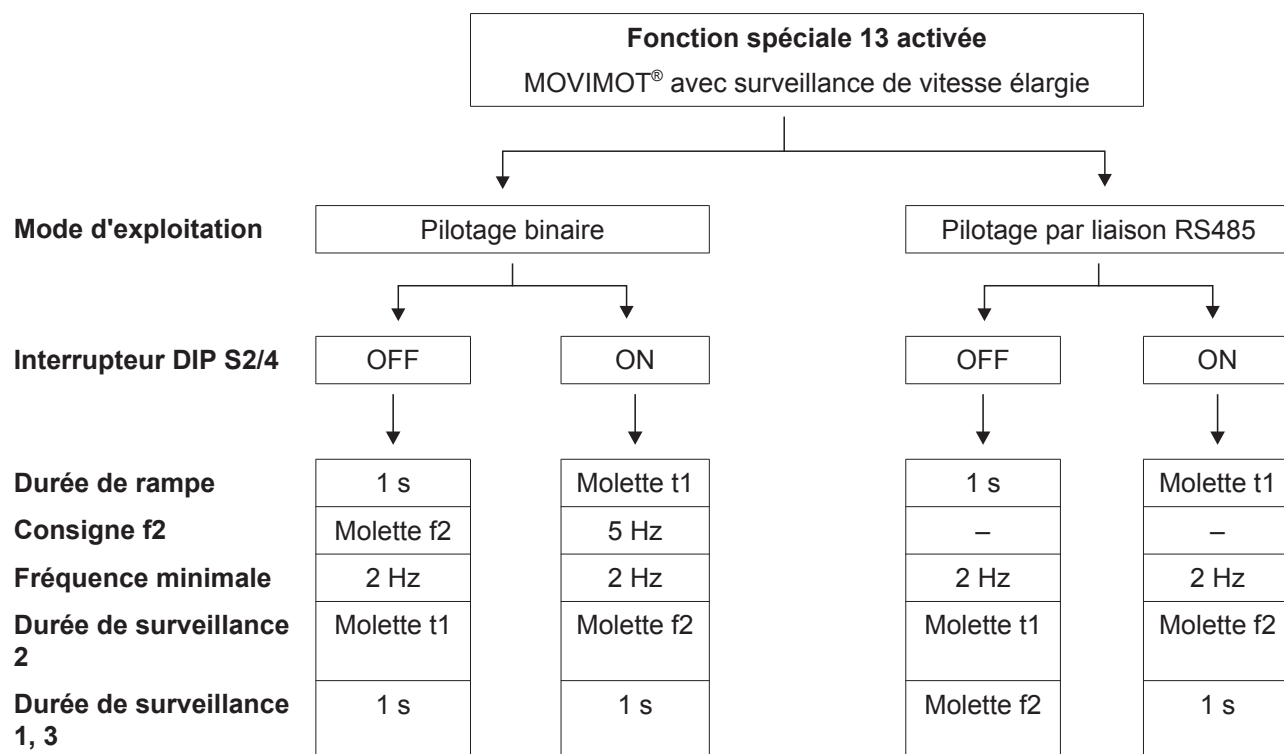 Fonction spéciale 13 activée
MOVIMOT® avec surveillance de vitesse élargie
Mode d'exploitation
Pilotage binaire
Pilotage par liaison RS485
Interrupteur DIP S2/4
OFF
ON
OFF
ON
Durée de rampe
1 s
Molette t1
1 s
Molette t1
Consigne f2
Molette f2
5 Hz
–
–
Fréquence minimale
2 Hz
2 Hz
2 Hz
2 Hz
Durée de surveillance
2
Molette t1
Molette f2
Molette t1
Molette f2
Durée de surveillance
1, 3
1 s
1 s
Molette f2
1 s